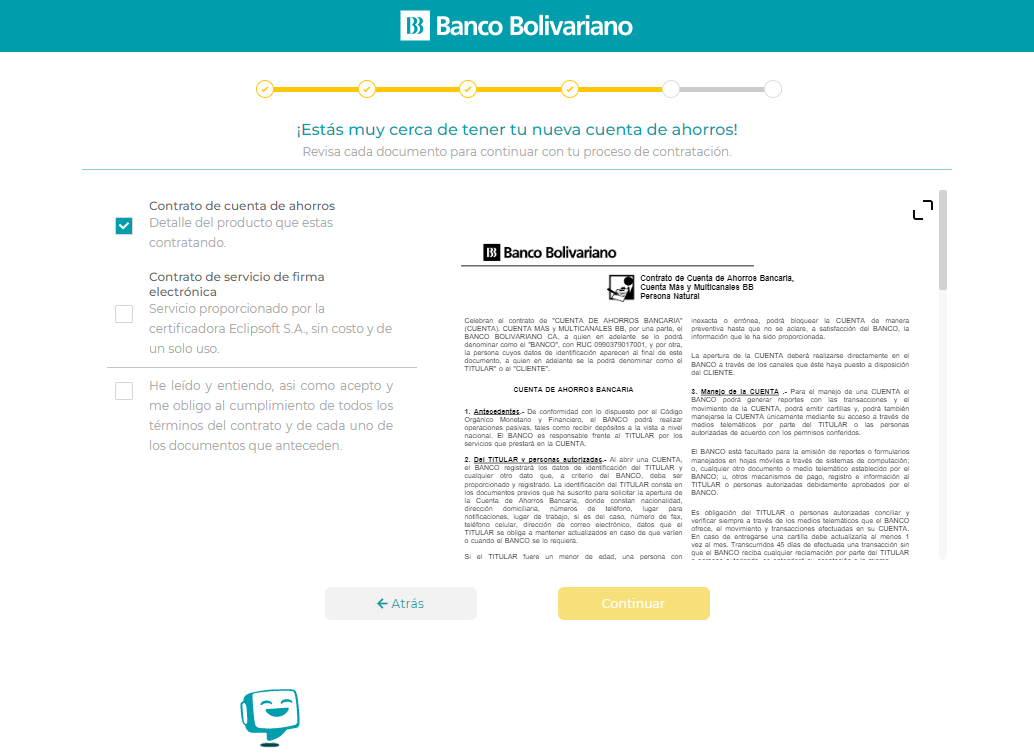 Banco Bolivariano
¡Estás muy cerca de tener tu nueva cuenta de ahorros!
Revisa cada documento para continuar con tu proceso de contratación.
Contrato de cuenta de ahorros
Detalle del producto que estas
contratando.
Contrato de servicio de firma
electrónica
Servicio proporcionado por la
certificadora Eclipsoft S.A., sin costo y de
un solo uso.
He leído y entiendo, asi como acepto y
me obligo al cumplimiento de todos los
términos del contrato y de cada uno de
los documentos que anteceden.
Banco Bolivariano
Contrato de Cuenta de Ahorros Bancaria,
Cuenta Más y Multicanales BB
Persona Natural
Celebran el contrato de "CUENTA DE AHORROS BANCARIA"
(CUENTA). CUENTA MÁS y MULTICANALES BB, por una parte, el
BANCO BOLIVARIANO CA, a quien en adelante se lo podrá
denominar como el "BANCO", con RUC 0990379017001, y por otra,
la persona cuyos datos de identificación aparecen al final de este
documento, a quien en adelante se la podrá denominar como el
TITULAR" o el "CLIENTE".
CUENTA DE AHORROS BANCARIA
1. Antecedentes.- De conformidad con lo dispuesto por el Código
Orgánico Monetario y Financiero, el BANCO podrá realizar
operaciones pasivas, tales como recibir depósitos a la vista a nivel
nacional. El BANCO es responsable frente al TITULAR por los
servicios que prestará en la CUENTA.
2. Del TITULAR y personas autorizadas.- Al abrir una CUENTA,
el BANCO registrará los datos de identificación del TITULAR y
cualquier otro dato que, a criterio del BANCO, deba ser
proporcionado y registrado. La identificación del TITULAR consta en
los documentos previos que ha suscrito para solicitar la apertura de
la Cuenta de Ahorros Bancaria, donde constan nacionalidad,
dirección domiciliaria, números de teléfono, lugar para
notificaciones, lugar de trabajo, si es del caso, número de fax,
teléfono celular, dirección de correo electrónico, datos que el
TITULAR se obliga a mantener actualizados en caso de que varíen
o cuando el BANCO se lo requiera.
Si el TITULAR fuere un menor de edad, una persona con
inexacta o errónea, podrá bloquear la CUENTA de manera
preventiva hasta que no se aclare, a satisfacción del BANCO, la
información que le ha sido proporcionada.
La apertura de la CUENTA deberá realizarse directamente en el
BANCO a través de los canales que éste haya puesto a disposición
del CLIENTE.
3. Manejo de la CUENTA .- Para el manejo de una CUENTA el
BANCO podrá generar reportes con las transacciones y el
movimiento de la CUENTA, podrá emitir cartillas y, podrá también
manejarse la CUENTA únicamente mediante su acceso a través de
medios telemáticos por parte del TITULAR o las personas
autorizadas de acuerdo con los pemnisos conferidos.
El BANCO está facultado para la emisión de reportes o formularios
manejados en hojas móviles a través de sistemas de computación;
o, cualquier otro documento o medio telemático establecido por el
BANCO; u, otros mecanismos de pago, registro e información al
TITULAR o personas autorizadas debidamente aprobados por el
BANCO.
Es obligación del TITULAR o personas autorizadas conciliar y
verificar siempre a través de los medios telemáticos que el BANCO
ofrece, el movimiento y transacciones efectuadas en su CUENTA.
En caso de entregarse una cartilla debe actualizarla al menos 1
vez al mes. Transcurridos 45 días de efectuada una transacción sin
que el BANCO reciba cualquier reclamación por parte del TITULAR
Atrás
Continuar